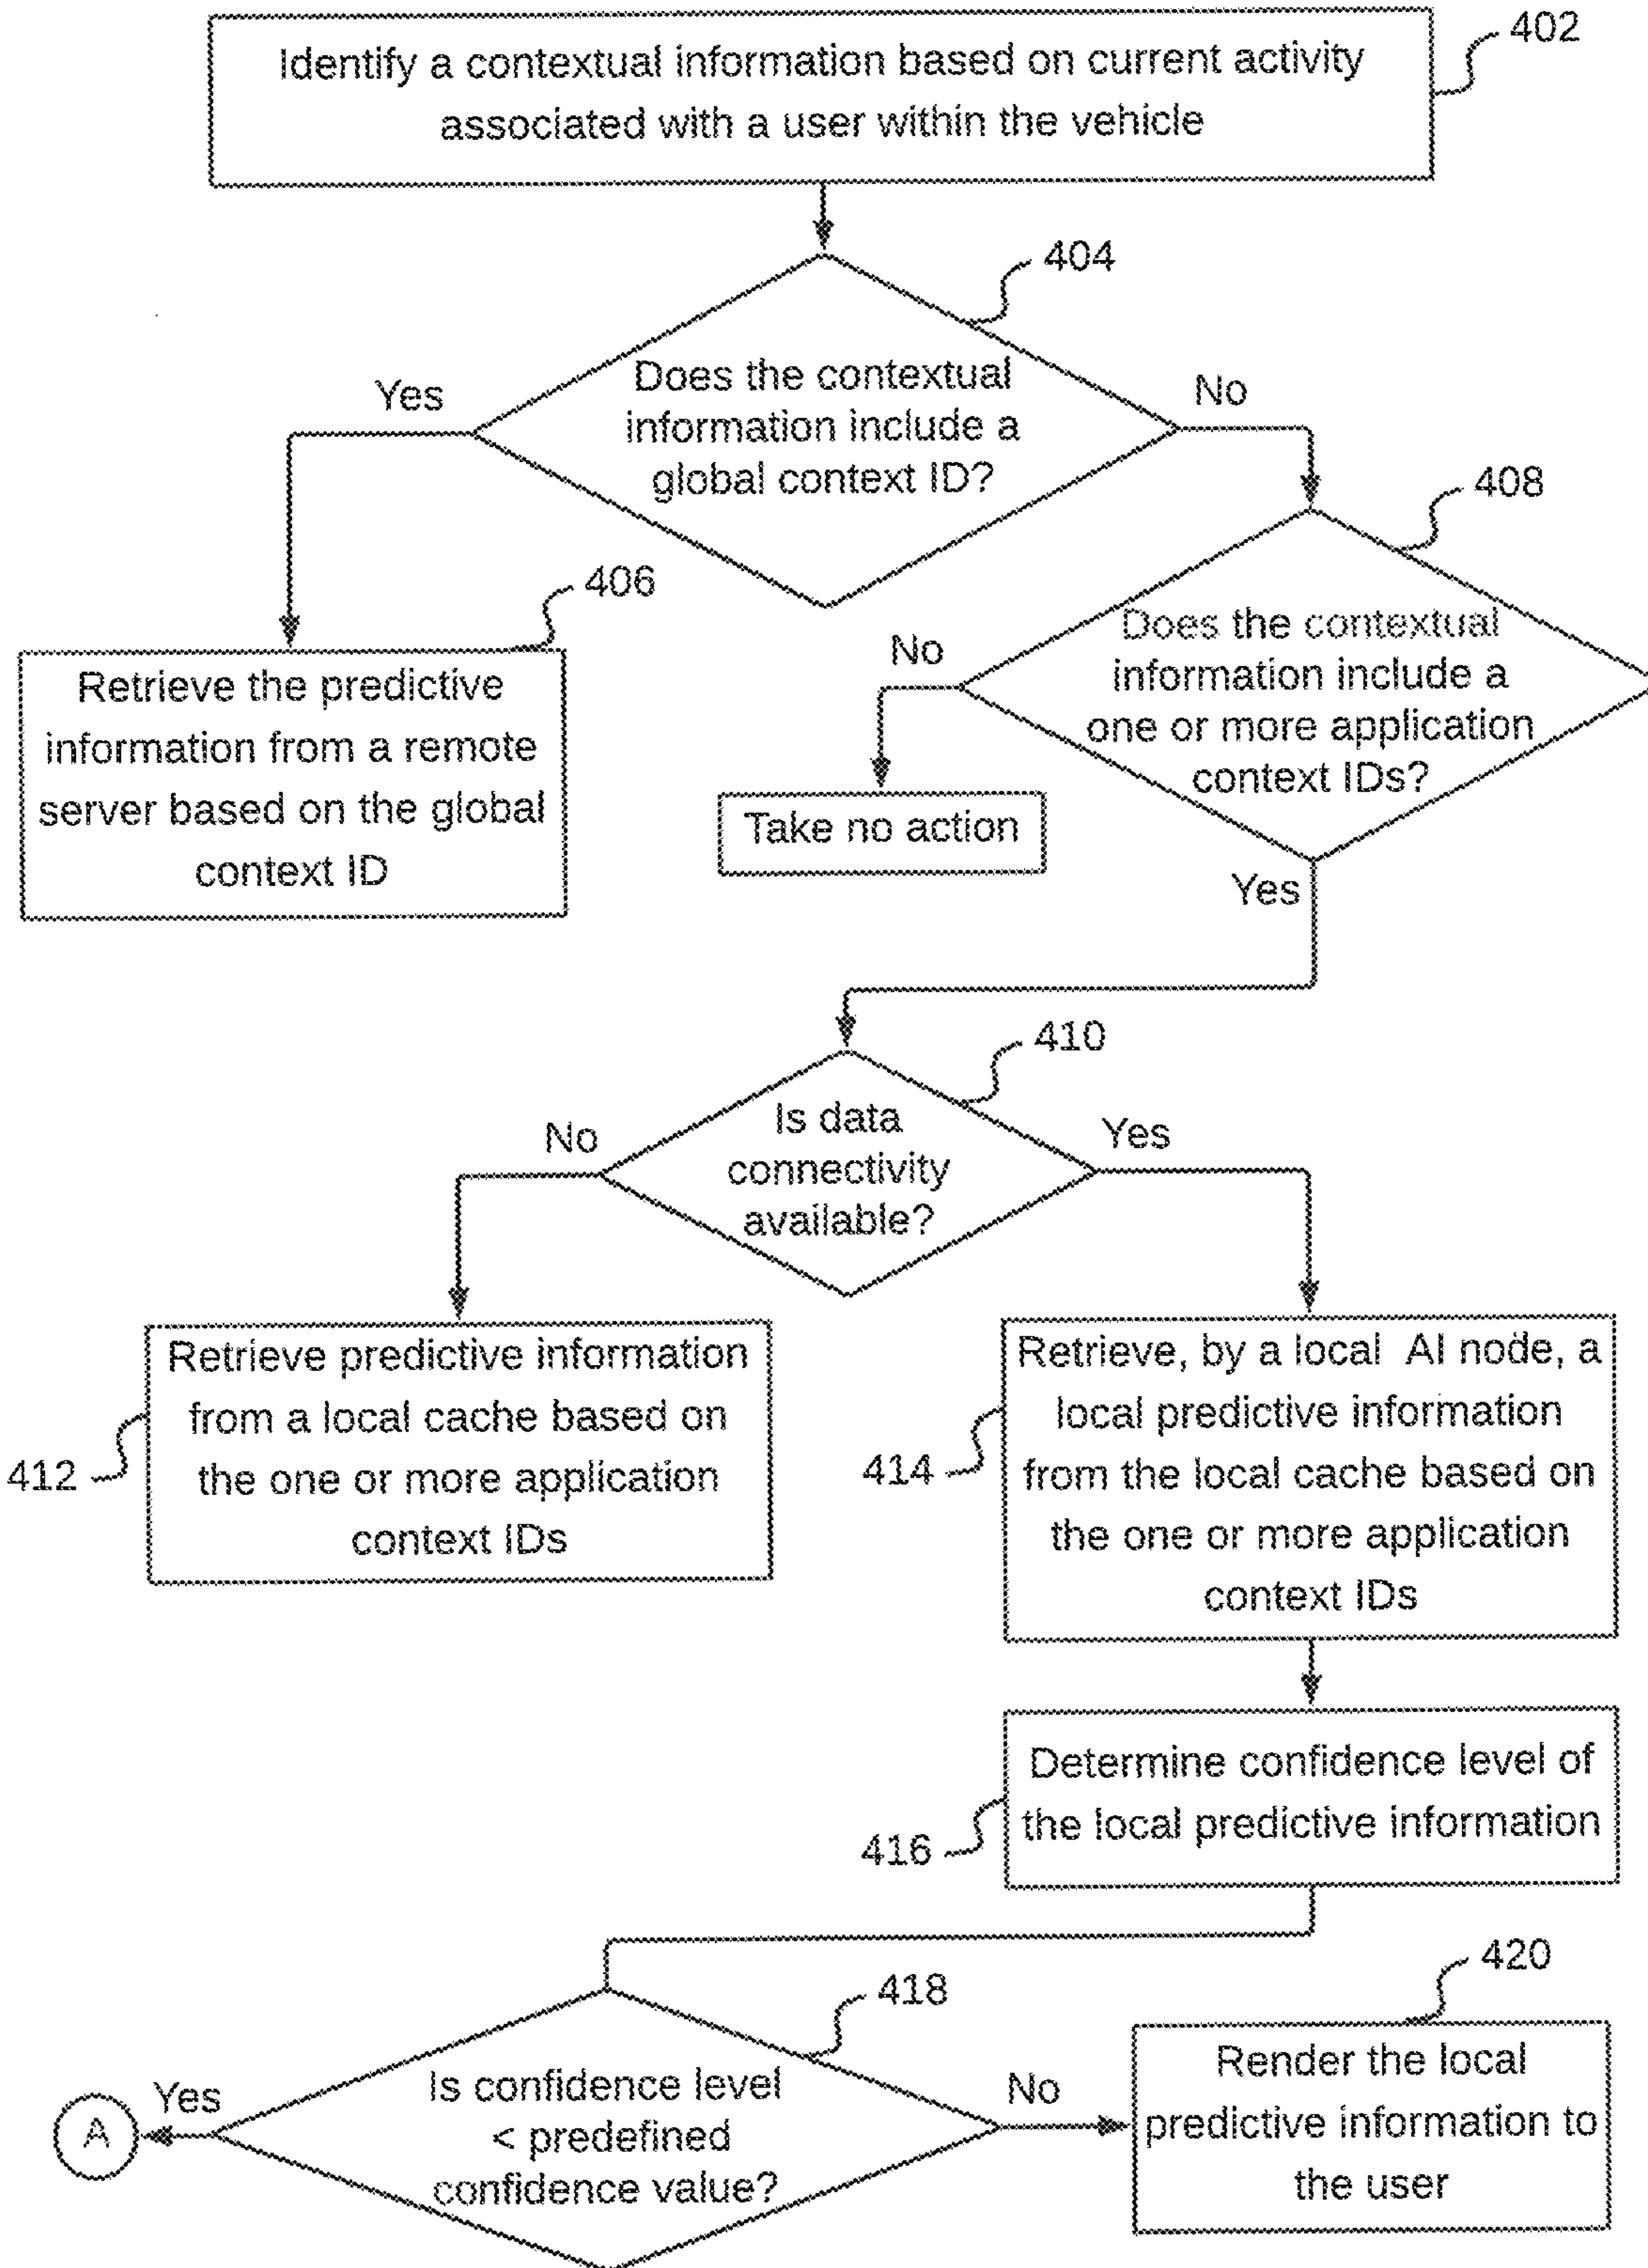 402
Identify a contextual information based on current activity
associated with a user within the vehicle
404
Does the contextual
information include a
global context ID?
Yes
No
406
Retrieve the predictive
information from a remote
server based on the global
context ID
408
Does the contextual
information include a
one or more application
context IDs?
No
Take no action
Yes
410
Is data
connectivity
available?
No
Yes
412
Retrieve predictive information
from a local cache based on
the one or more application
context IDs
414
Retrieve, by a local AI node, a
local predictive information
from the local cache based on
the one or more application
context IDs
416
Determine confidence level of
the local predictive information
418
Is confidence level
< predefined
confidence value?
Yes
A
No
420
Render the local
predictive information to
the user